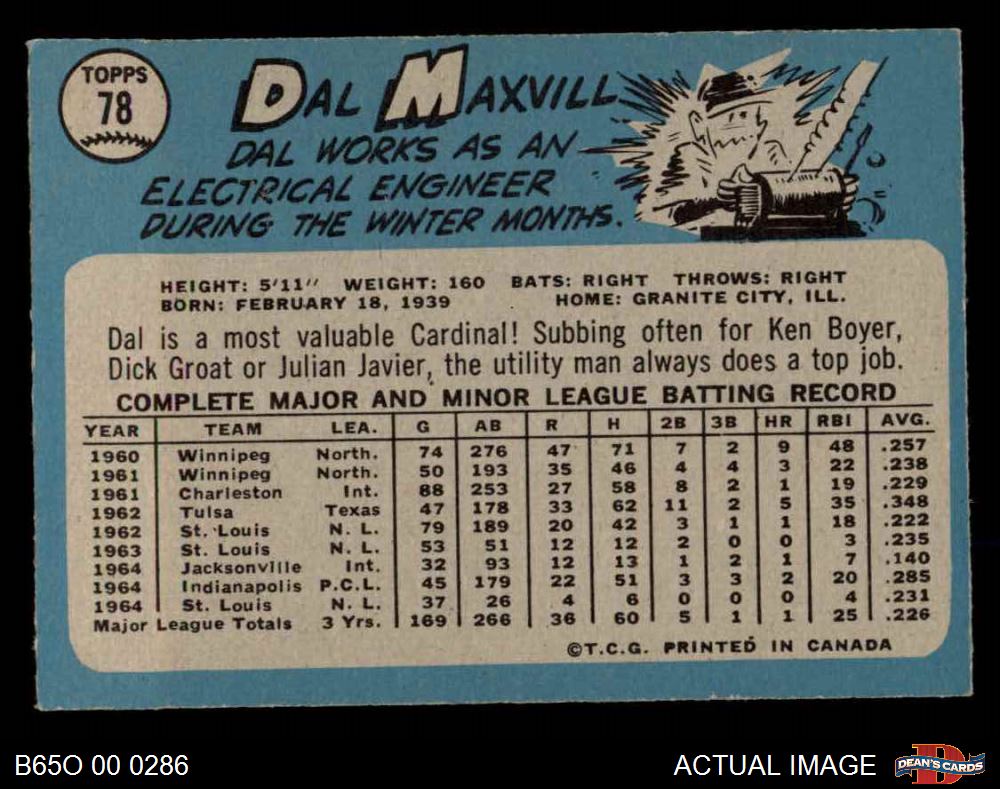 TOPPS
78
DAL MAXVILL
DAL WORKS AS AN
ELECTRICAL ENGINEER
DURING THE WINTER MONTHS.
HEIGHT: 5'11" WEIGHT: 160 BATS: RIGHT THROWS: RIGHT
BORN: FEBRUARY 18, 1939 HOME: GRANITE CITY, ILL.
Dal is a most valuable Cardinal! Subbing often for Ken Boyer,
Dick Groat or Julian Javier, the utility man always does a top job.
COMPLETE MAJOR AND MINOR LEAGUE BATTING RECORD
YEAR TEAM LEA. G AB R H 2B 3B HR RBI AVG.
1960 Winnipeg North. 74 276 47 71 7 2 9 48 .257
1961 Winnipeg North. 50 193 35 46 4 4 3 22 .238
1961 Charleston Int. 88 253 27 58 8 2 1 19 .229
1962 Tulsa Texas 47 178 33 62 11 2 5 35 .348
1962 St. Louis N. L. 79 189 20 42 3 1 1 18 .222
1963 St. Louis N. L. 53 51 12 12 2 0 0 3 .235
1964 Jacksonville Int. 32 93 12 13 1 2 1 7 .140
1964 Indianapolis P.C.L. 45 179 22 51 3 3 2 20 .285
1964 St. Louis N. L. 37 26 4 6 0 0 0 4 .231
Major League Totals 3 Yrs. 169 266 36 60 5 1 1 25 .226
©T.C.G. PRINTED IN CANADA
B65O 00 0286
ACTUAL IMAGE
D
DEAN'S CARDS